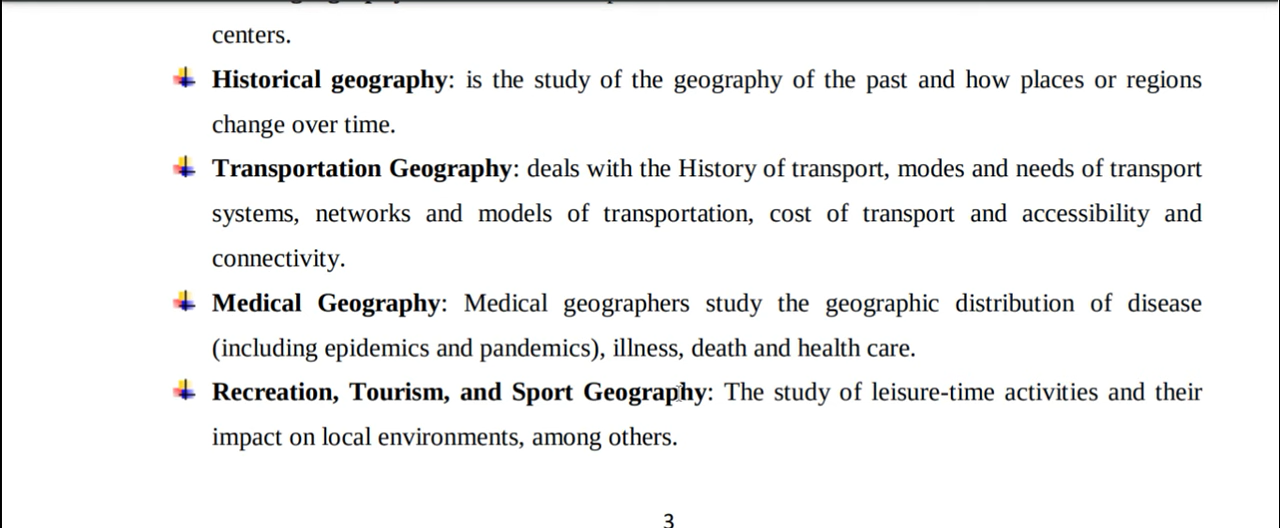 centers.
Historical geography: is the study of the geography of the past and how places or regions
change over time.
Transportation Geography: deals with the History of transport, modes and needs of transport
systems, networks and models of transportation, cost of transport and accessibility and
connectivity.
Medical Geography: Medical geographers study the geographic distribution of disease
(including epidemics and pandemics), illness, death and health care.
Recreation, Tourism, and Sport Geography: The study of leisure-time activities and their
impact on local environments, among others.
3